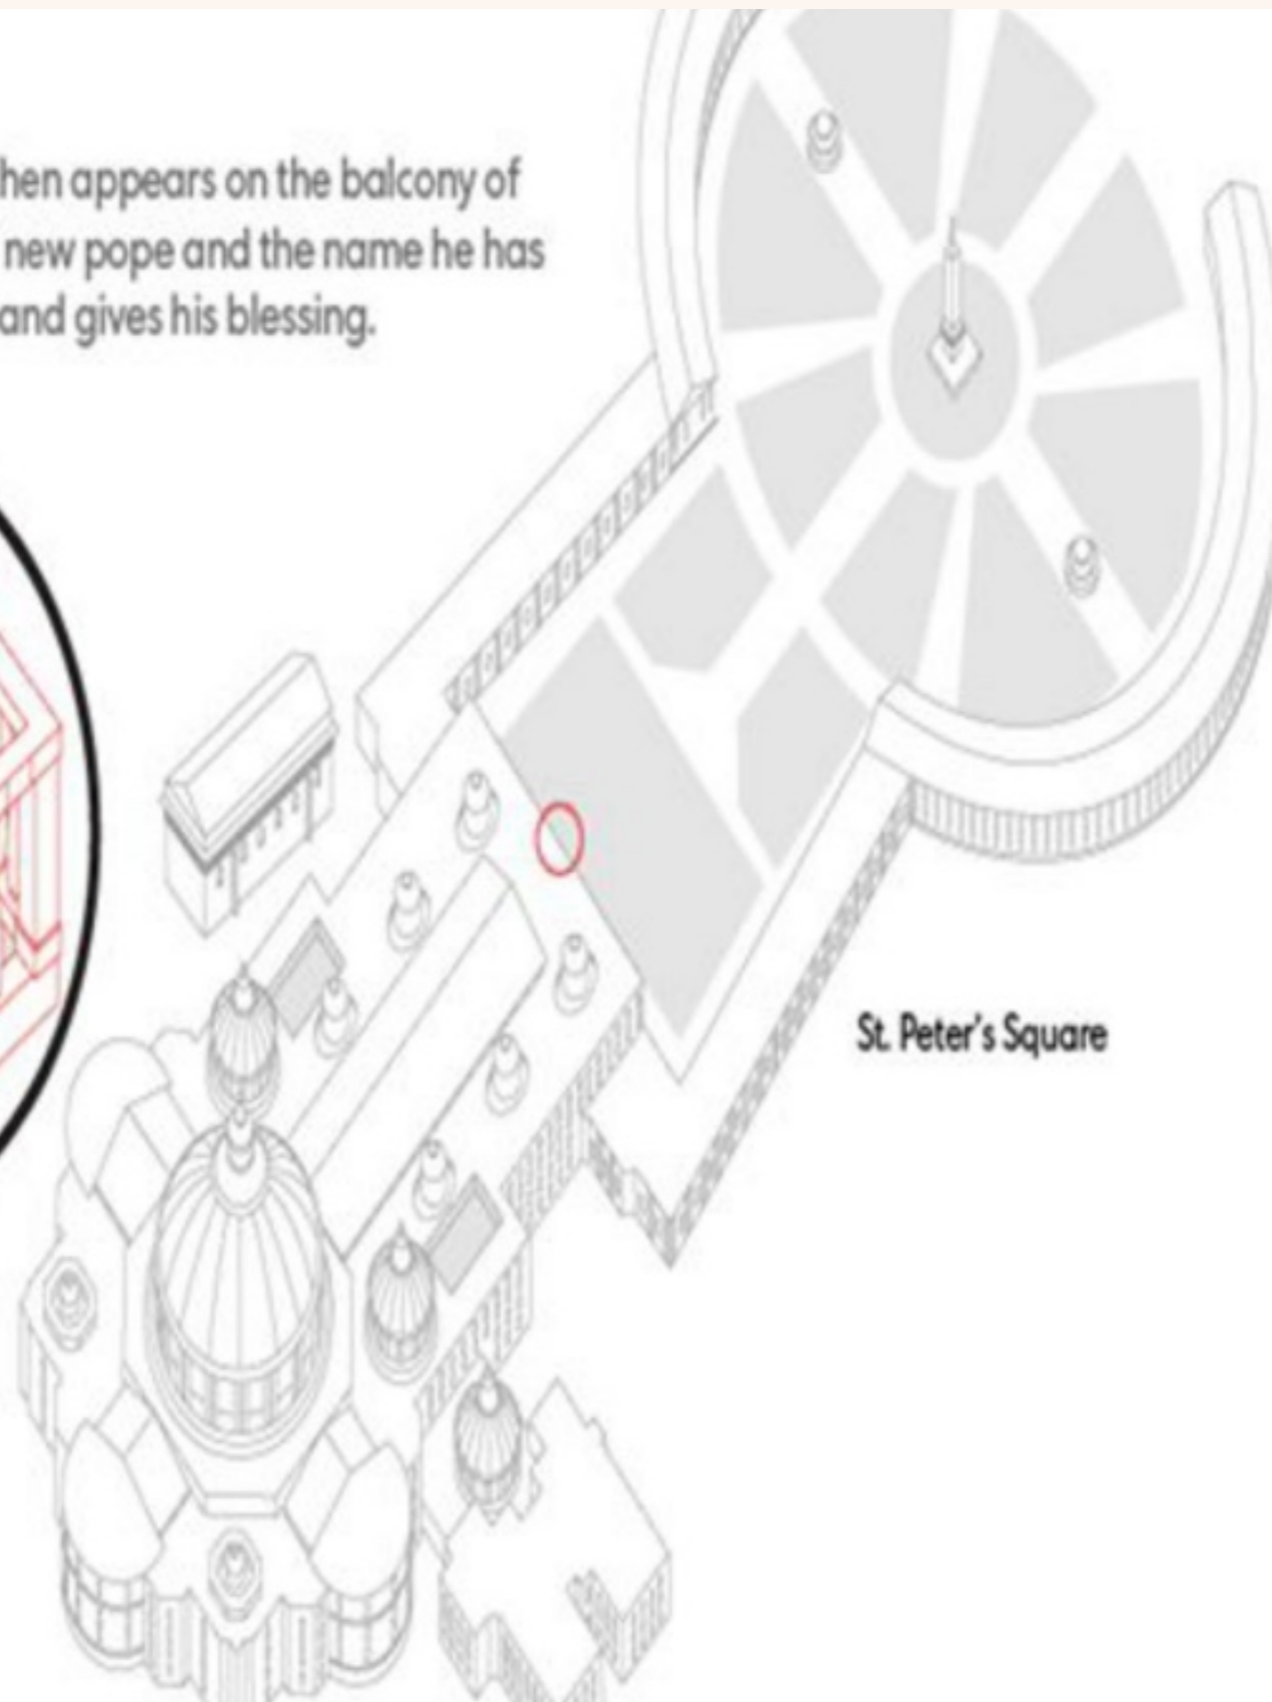 hen appears on the balcony of
new pope and the name he has
and gives his blessing.
St. Peter's Square